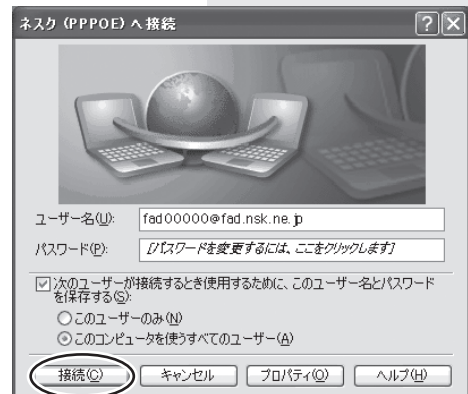 ネスク (PPPOE) へ接続
ユーザー名(U):
fad00000@fad.nsk.ne.jp
パスワード(P):
[パスワードを変更するには、ここをクリックします]
次のユーザーが接続するとき使用するために、このユーザー名とパスワード
を保存する(S):
このユーザーのみ(N)
このコンピュータを使うすべてのユーザー(A)
接続(C) キャンセル プロパティ(O) ヘルプ(H)